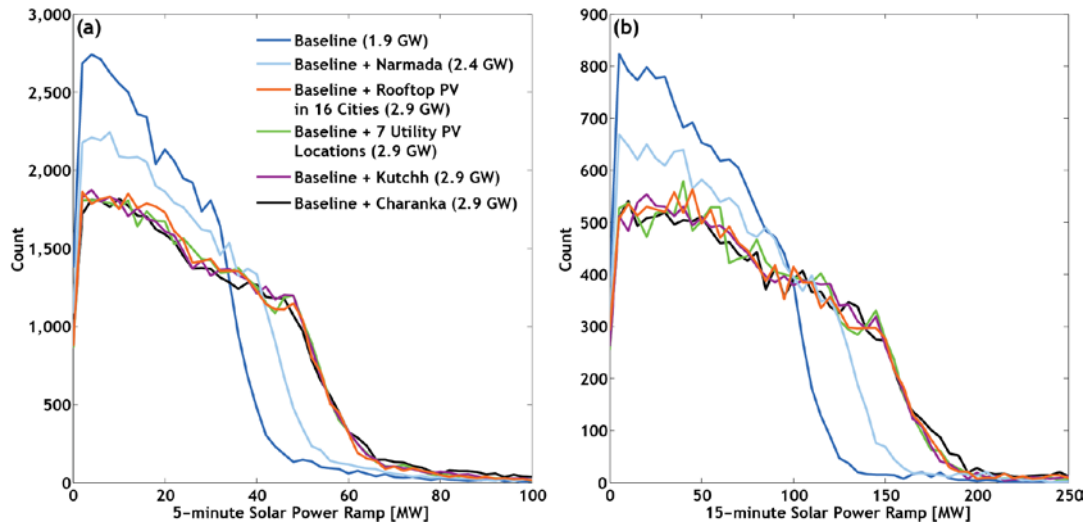 (a)
3,000
2,500
2,000
1,500
1,000
500
0
Count
0 20 40 60 80 100
5-minute Solar Power Ramp [MW]
Baseline (1.9 GW)
Baseline + Narmada (2.4 GW)
Baseline + Rooftop PV
in 16 Cities (2.9 GW)
Baseline + 7 Utility PV
Locations (2.9 GW)
Baseline + Kutchh (2.9 GW)
Baseline + Charanka (2.9 GW)
(b)
900
800
700
600
500
400
300
200
100
0
Count
0 50 100 150 200 250
15-minute Solar Power Ramp [MW]